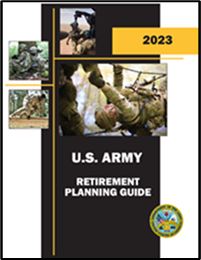 2023
U.S. ARMY
RETIREMENT
PLANNING GUIDE